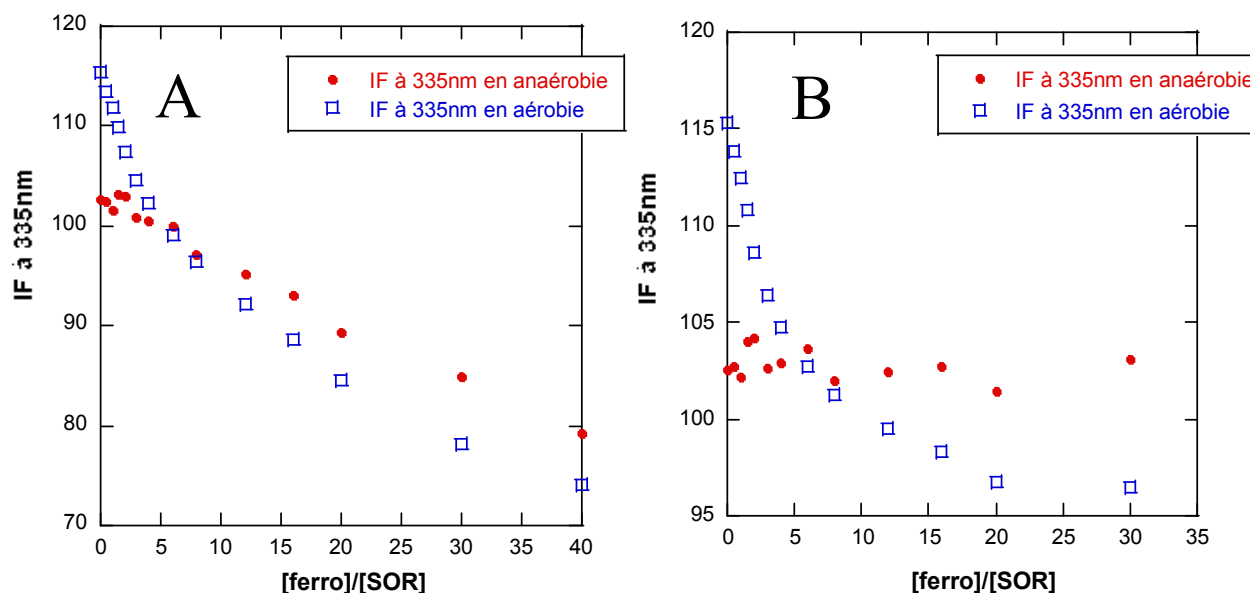 120
110
100
90
80
70
IF à 335nm
A
IF à 335nm en anaérobie
IF à 335nm en aérobie
0 5 10 15 20 25 30 35 40
[ferro]/[SOR]
120
115
110
105
100
95
IF à 335nm
B
IF à 335nm en anaérobie
IF à 335nm en aérobie
0 5 10 15 20 25 30 35
[ferro]/[SOR]